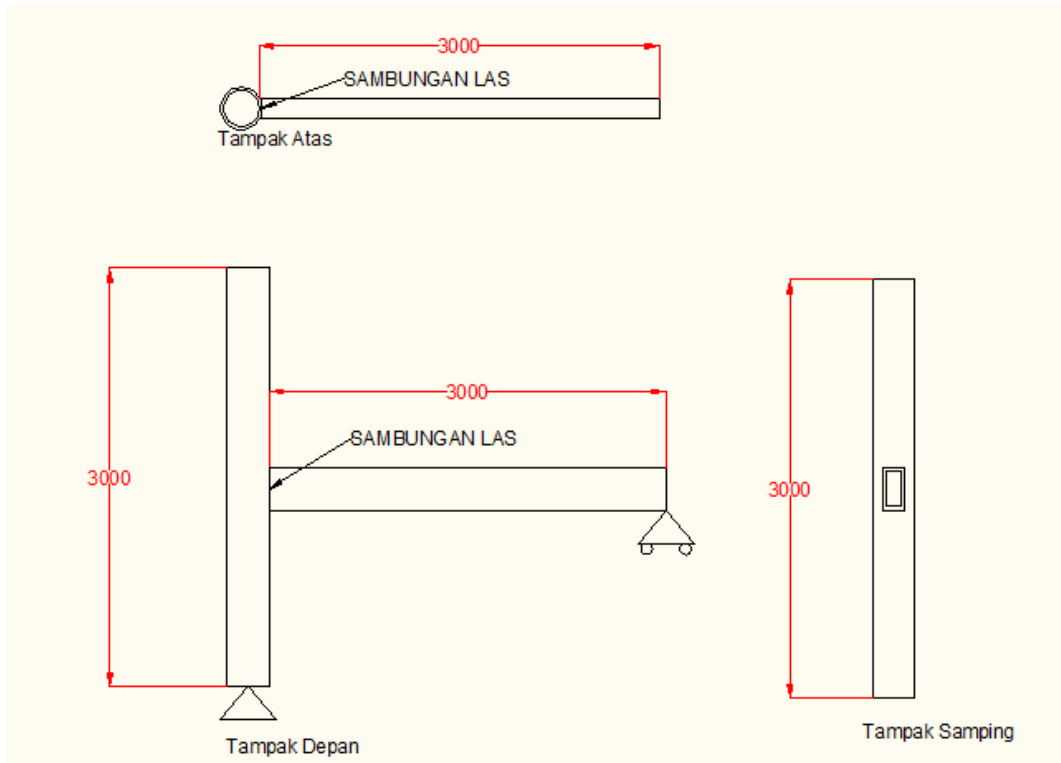 3000
SAMBUNGAN LAS
Tampak Atas
3000
SAMBUNGAN LAS
3000
3000
Tampak Depan
Tampak Samping